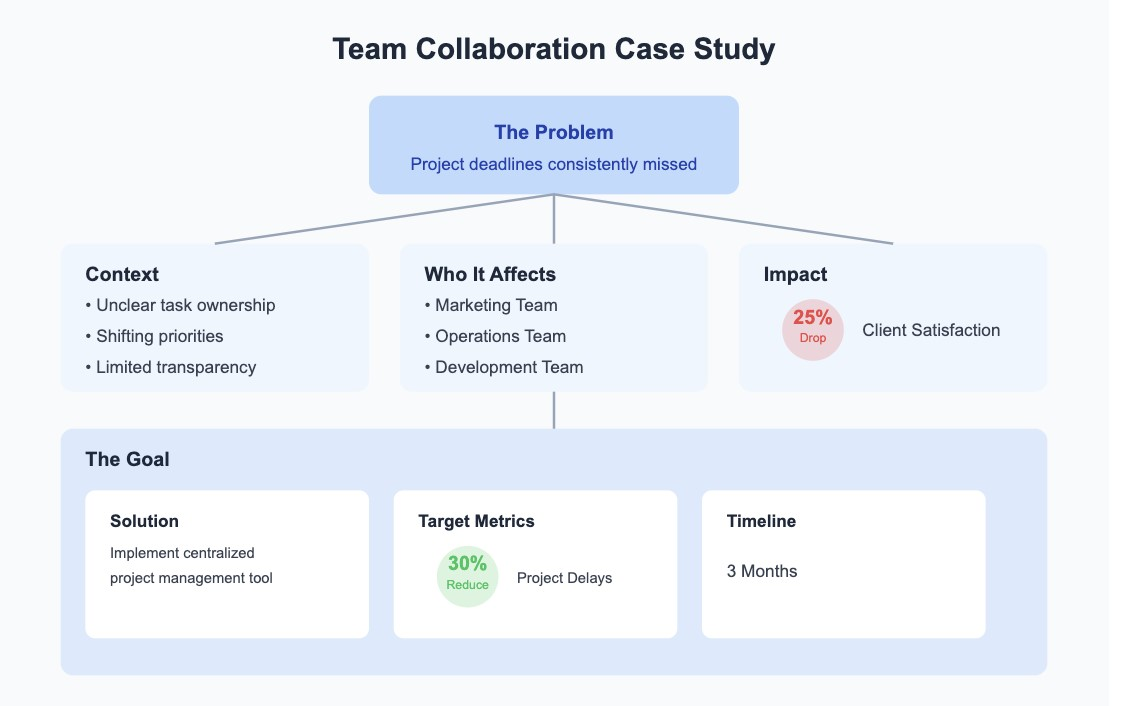 Team Collaboration Case Study
The Problem
Project deadlines consistently missed
Context
• Unclear task ownership
• Shifting priorities
• Limited transparency
Who It Affects
• Marketing Team
• Operations Team
• Development Team
Impact
25%
Drop
Client Satisfaction
The Goal
Solution
Implement centralized
project management tool
Target Metrics
30%
Reduce
Project Delays
Timeline
3 Months